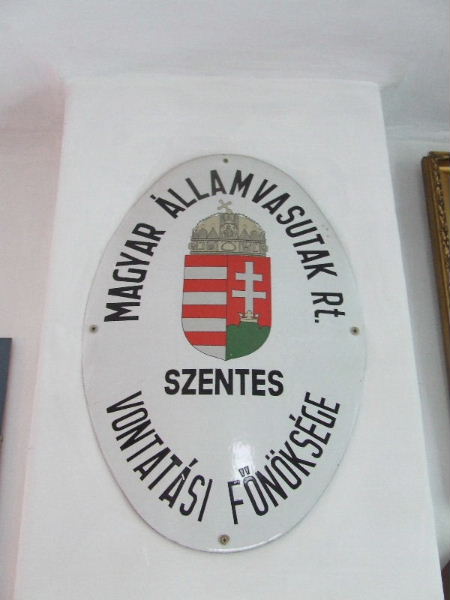 MAGYAR ÁLLAMVASUTAK Rt.
SZENTES
VONTATÁSI FŐNÖKSÉGE